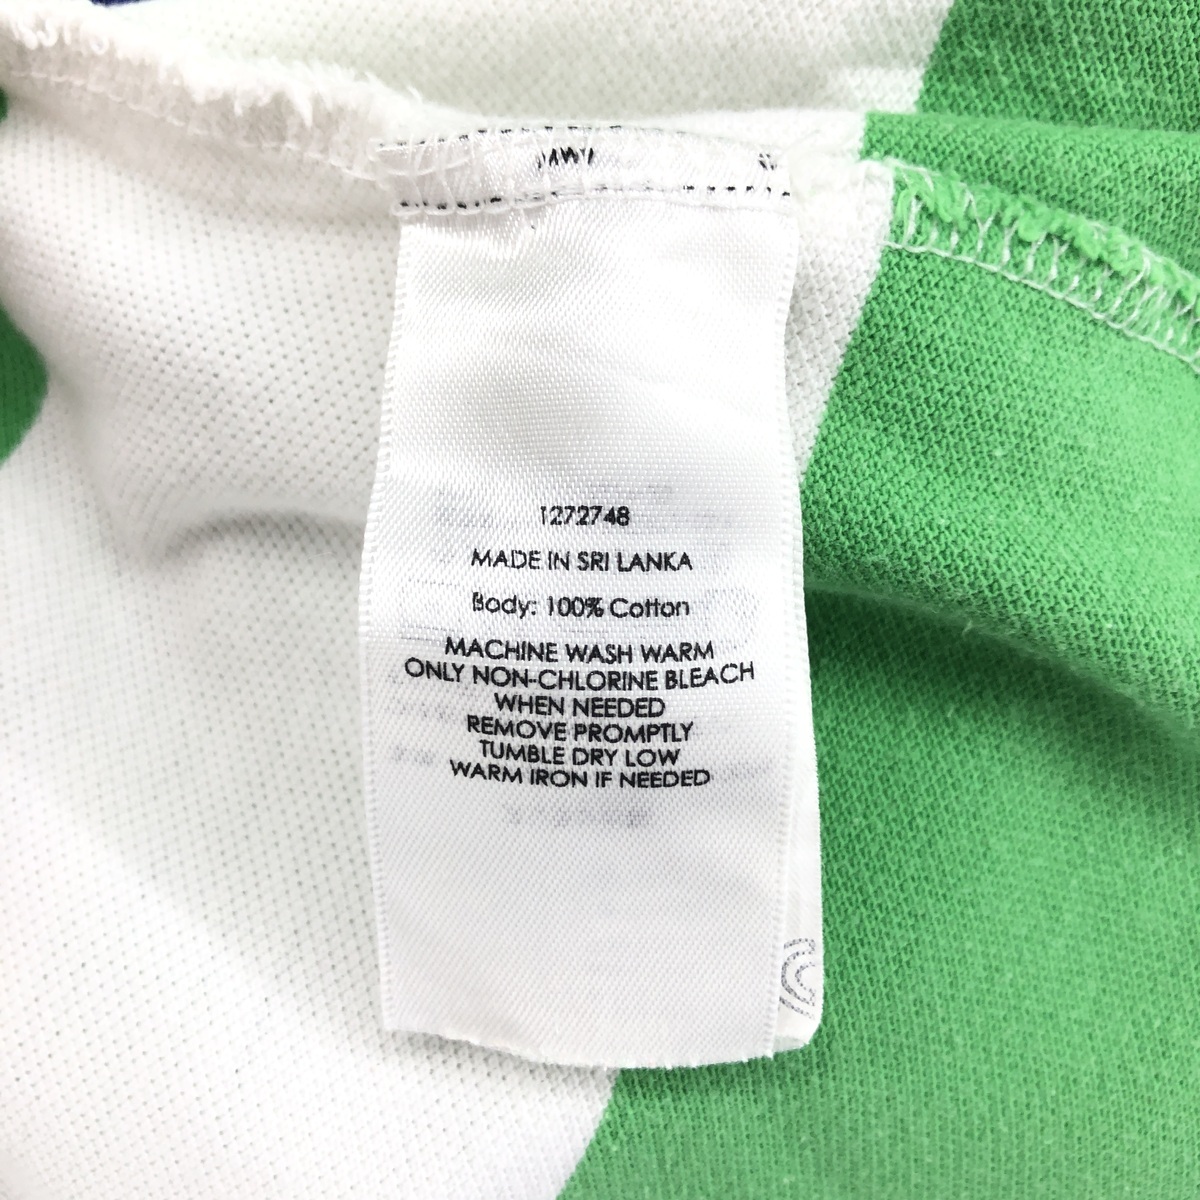 1272748
MADE IN SRI LANKA
Body: 100% Cotton
MACHINE WASH WARM
ONLY NON-CHLORINE BLEACH
WHEN NEEDED
REMOVE PROMPTLY
TUMBLE DRY LOW
WARM IRON IF NEEDED